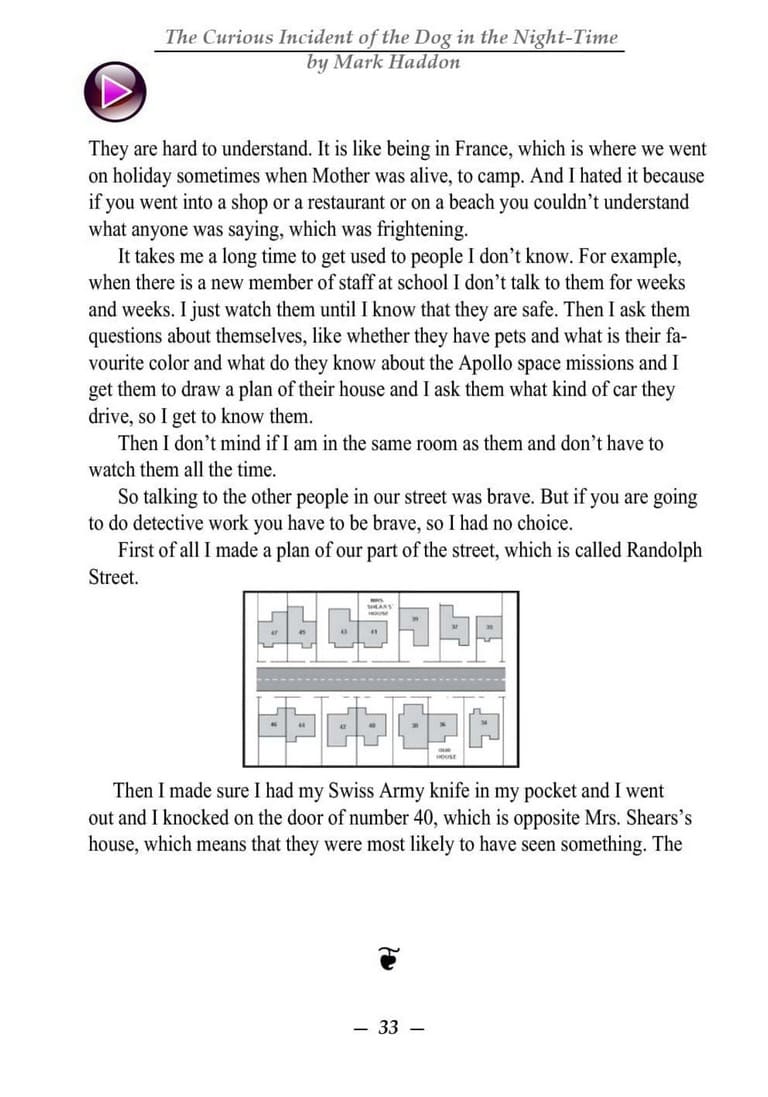 The Curious Incident of the Dog in the Night-Time
by Mark Haddon
They are hard to understand. It is like being in France, which is where we went
on holiday sometimes when Mother was alive, to camp. And I hated it because
if you went into a shop or a restaurant or on a beach you couldn’t understand
what anyone was saying, which was frightening.
It takes me a long time to get used to people I don’t know. For example,
when there is a new member of staff at school I don’t talk to them for weeks
and weeks. I just watch them until I know that they are safe. Then I ask them
questions about themselves, like whether they have pets and what is their fa-
vourite color and what do they know about the Apollo space missions and I
get them to draw a plan of their house and I ask them what kind of car they
drive, so I get to know them.
Then I don’t mind if I am in the same room as them and don’t have to
watch them all the time.
So talking to the other people in our street was brave. But if you are going
to do detective work you have to be brave, so I had no choice.
First of all I made a plan of our part of the street, which is called Randolph
Street.
MRS.
SHEARS'
HOUSE
47 45 43 41 39 37 35
46 44 42 40 38 36 34
OUR
HOUSE
Then I made sure I had my Swiss Army knife in my pocket and I went
out and I knocked on the door of number 40, which is opposite Mrs. Shears’s
house, which means that they were most likely to have seen something. The
– 33 –